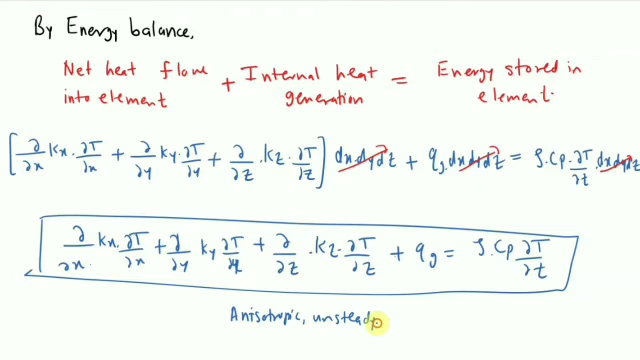 By Energy balance,
Net heat flow into element + Internal heat generation = Energy stored in element.
[∂/∂x kx.∂T/∂x + ∂/∂y ky.∂T/∂y + ∂/∂z .kz.∂T/∂z] dx.dy.dz + qg.dx.dy.dz = ρ.Cp.∂T/∂t.dx.dy.dz
∂/∂x. kx.∂T/∂x + ∂/∂y ky ∂T/∂y + ∂/∂z .kz.∂T/∂z + qg = ρ.Cp ∂T/∂t
Anisotropic, unsteady